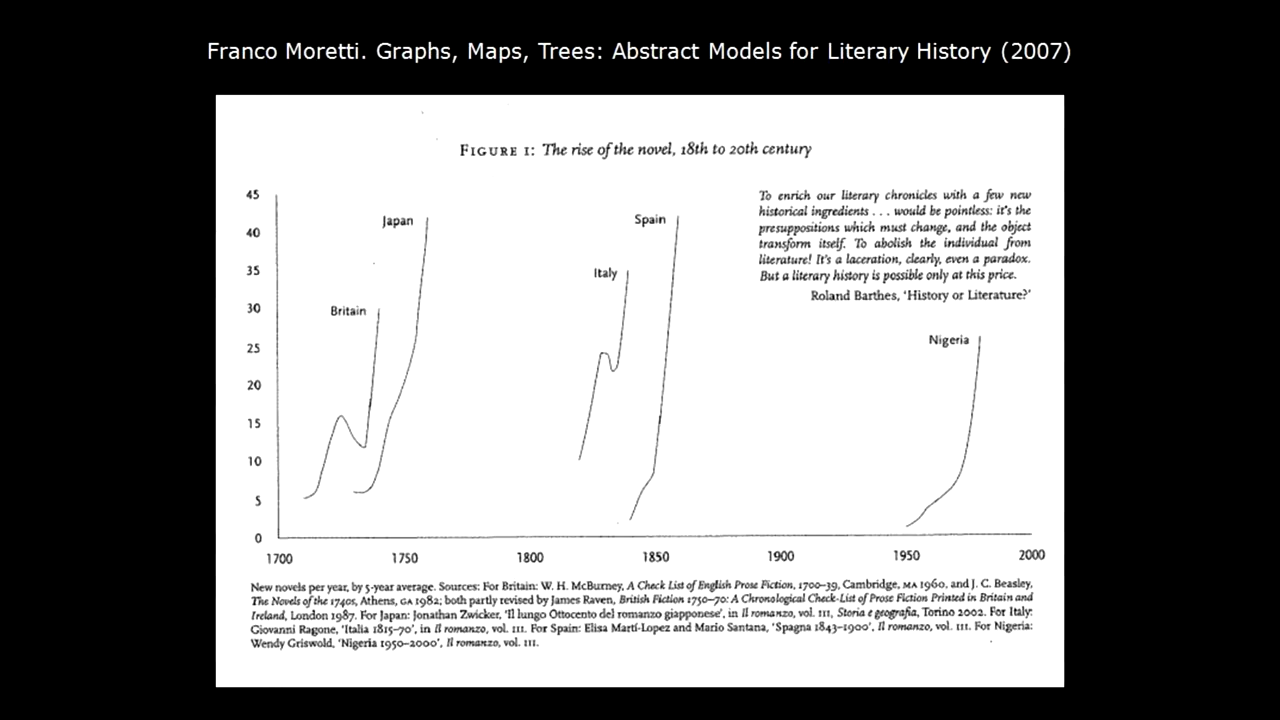 Franco Moretti. Graphs, Maps, Trees: Abstract Models for Literary History (2007)
FIGURE 1: The rise of the novel, 18th to 20th century
45
40
35
30
25
20
15
10
5
0
Britain
Japan
Italy
Spain
Nigeria
To enrich our literary chronicles with a few new
historical ingredients . . . would be pointless: it's the
presuppositions which must change, and the object
transform itself. To abolish the individual from
literature! It's a laceration, clearly, even a paradox.
But a literary history is possible only at this price.
Roland Barthes, 'History or Literature?'
1700
1750
1800
1850
1900
1950
2000
New novels per year, by 5-year average. Sources: For Britain: W. H. McBurney, A Check List of English Prose Fiction, 1700–39, Cambridge, MA 1960, and J. C. Beasley,
The Novels of the 1740s, Athens, GA 1982; both partly revised by James Raven, British Fiction 1750–70: A Chronological Check-List of Prose Fiction Printed in Britain and
Ireland, London 1987. For Japan: Jonathan Zwicker, 'Il lungo Ottocento del romanzo giapponese', in Il romanzo, vol. III, Storia e geografia, Torino 2002. For Italy:
Giovanni Ragone, 'Italia 1815–70', in Il romanzo, vol. III. For Spain: Elisa Martí-Lopez and Mario Santana, 'Spagna 1843–1900', Il romanzo, vol. III. For Nigeria:
Wendy Griswold, 'Nigeria 1950–2000', Il romanzo, vol. III.